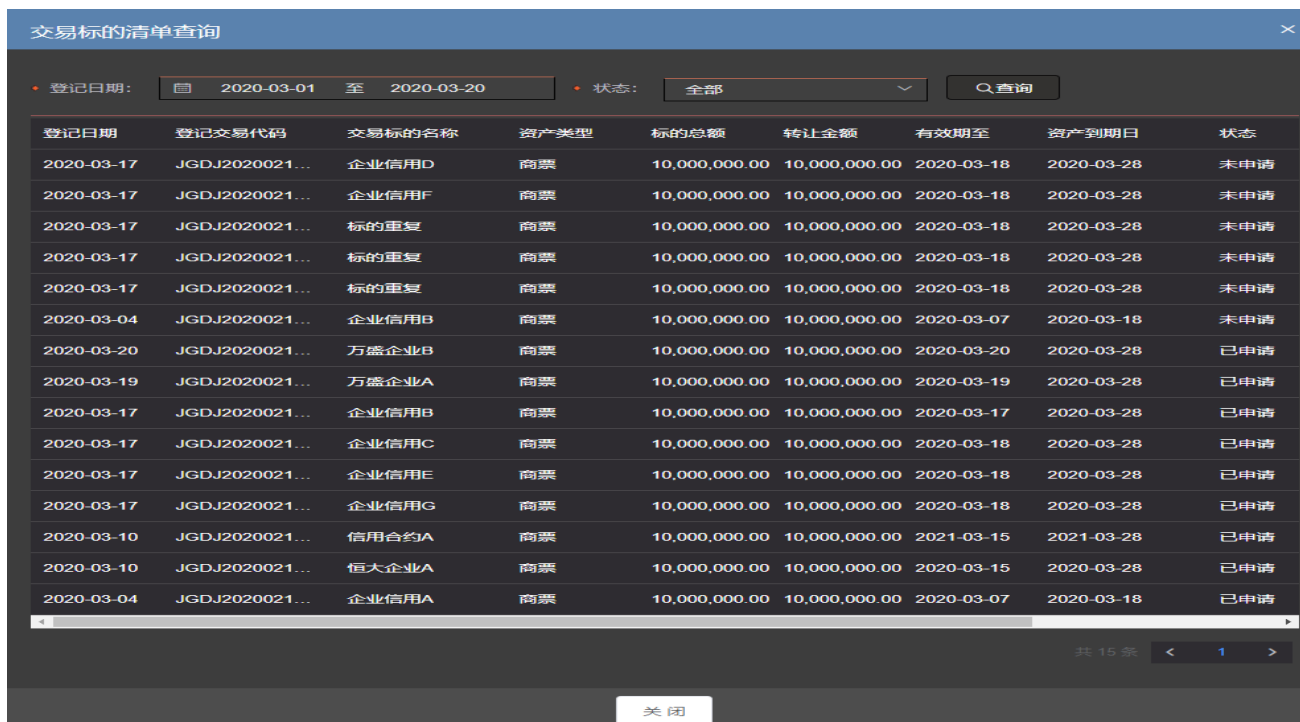 交易标的清单查询 ×
• 登记日期: 2020-03-01 至 2020-03-20 • 状态: 全部 查询
登记日期 登记交易代码 交易标的名称 资产类型 标的总额 转让金额 有效期至 资产到期日 状态
2020-03-17 JGDJ2020021... 企业信用D 商票 10,000,000.00 10,000,000.00 2020-03-18 2020-03-28 未申请
2020-03-17 JGDJ2020021... 企业信用F 商票 10,000,000.00 10,000,000.00 2020-03-18 2020-03-28 未申请
2020-03-17 JGDJ2020021... 标的重复 商票 10,000,000.00 10,000,000.00 2020-03-18 2020-03-28 未申请
2020-03-17 JGDJ2020021... 标的重复 商票 10,000,000.00 10,000,000.00 2020-03-18 2020-03-28 未申请
2020-03-17 JGDJ2020021... 标的重复 商票 10,000,000.00 10,000,000.00 2020-03-18 2020-03-28 未申请
2020-03-04 JGDJ2020021... 企业信用B 商票 10,000,000.00 10,000,000.00 2020-03-07 2020-03-18 未申请
2020-03-20 JGDJ2020021... 万盛企业B 商票 10,000,000.00 10,000,000.00 2020-03-20 2020-03-28 已申请
2020-03-19 JGDJ2020021... 万盛企业A 商票 10,000,000.00 10,000,000.00 2020-03-19 2020-03-28 已申请
2020-03-17 JGDJ2020021... 企业信用B 商票 10,000,000.00 10,000,000.00 2020-03-17 2020-03-28 已申请
2020-03-17 JGDJ2020021... 企业信用C 商票 10,000,000.00 10,000,000.00 2020-03-18 2020-03-28 已申请
2020-03-17 JGDJ2020021... 企业信用E 商票 10,000,000.00 10,000,000.00 2020-03-18 2020-03-28 已申请
2020-03-17 JGDJ2020021... 企业信用G 商票 10,000,000.00 10,000,000.00 2020-03-18 2020-03-28 已申请
2020-03-10 JGDJ2020021... 信用合约A 商票 10,000,000.00 10,000,000.00 2021-03-15 2021-03-28 已申请
2020-03-10 JGDJ2020021... 恒大企业A 商票 10,000,000.00 10,000,000.00 2020-03-15 2020-03-28 已申请
2020-03-04 JGDJ2020021... 企业信用A 商票 10,000,000.00 10,000,000.00 2020-03-07 2020-03-18 已申请
共 15 条 < 1 >
关 闭